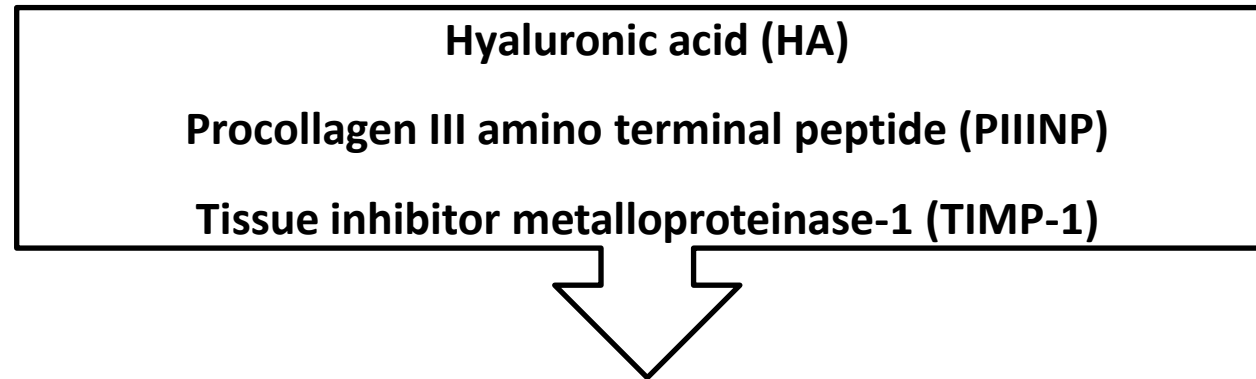 Hyaluronic acid (HA)
Procollagen III amino terminal peptide (PIIINP)
Tissue inhibitor metalloproteinase-1 (TIMP-1)